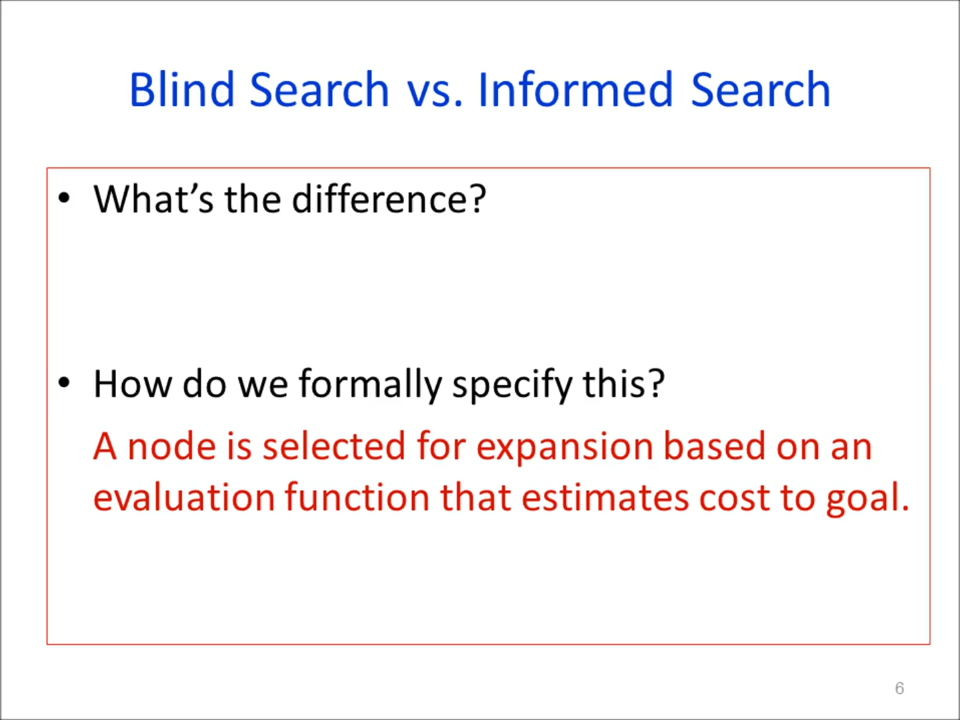 Blind Search vs. Informed Search
• What’s the difference?
• How do we formally specify this?
A node is selected for expansion based on an
evaluation function that estimates cost to goal.
6